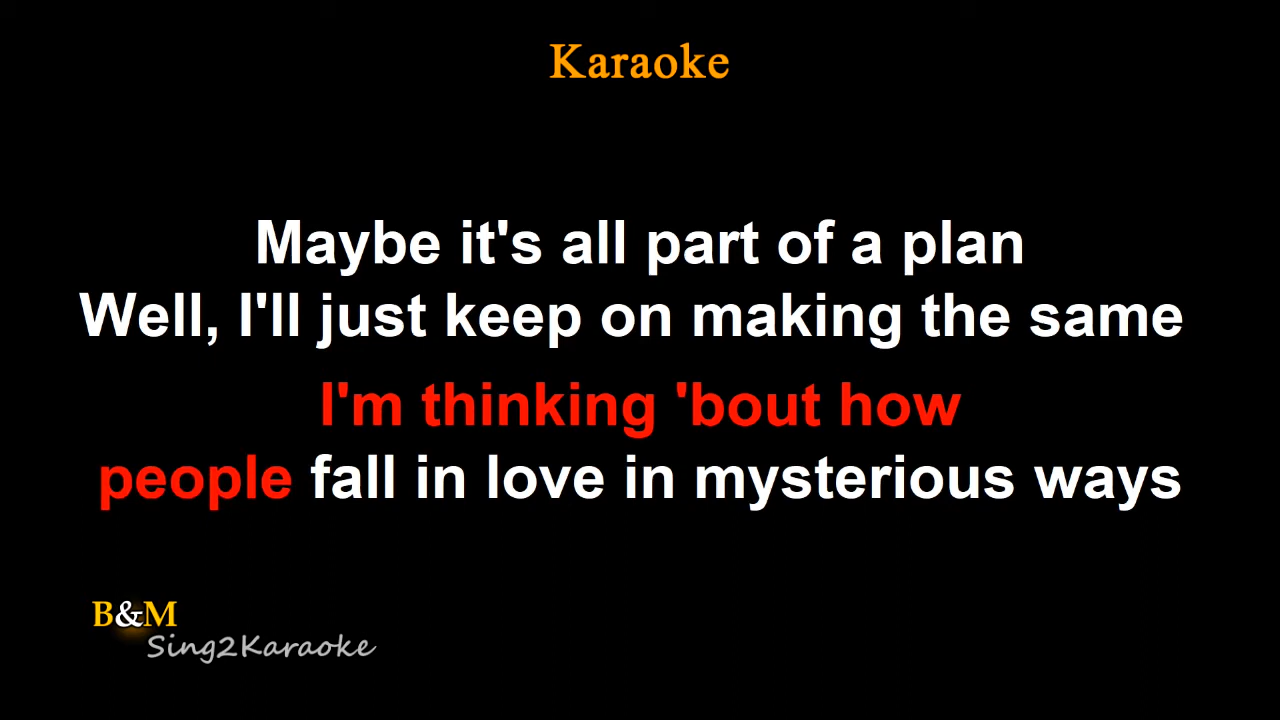 Karaoke
Maybe it's all part of a plan
Well, I'll just keep on making the same
I'm thinking 'bout how
people fall in love in mysterious ways
B&M
Sing2Karaoke